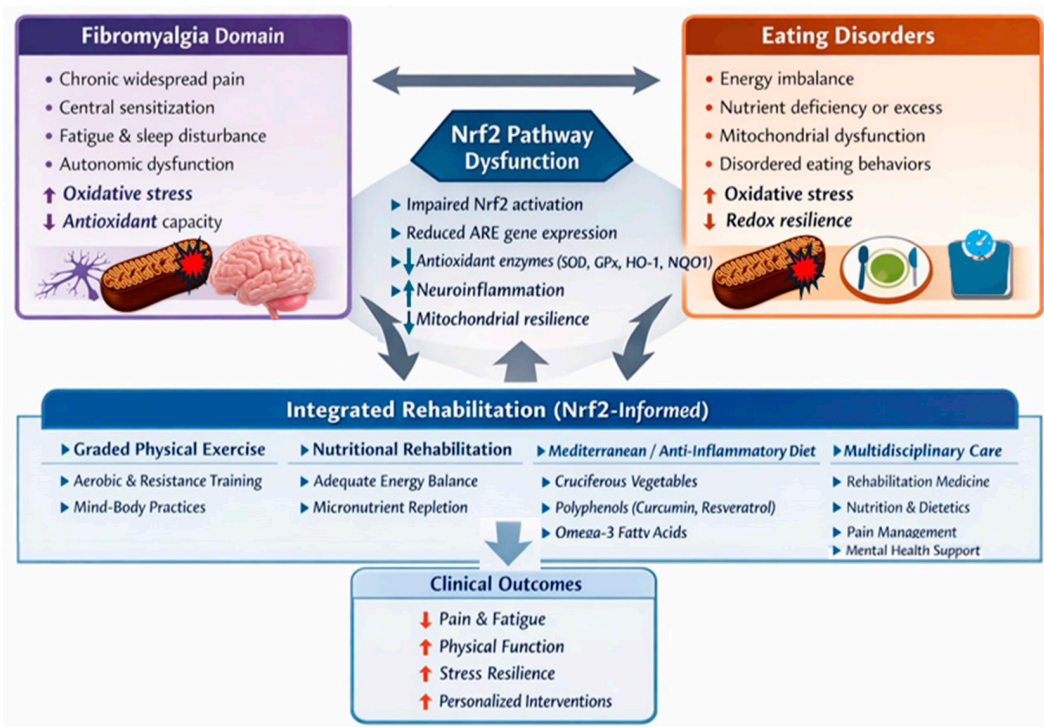 Fibromyalgia Domain
• Chronic widespread pain
• Central sensitization
• Fatigue & sleep disturbance
• Autonomic dysfunction
↑ Oxidative stress
↓ Antioxidant capacity
Eating Disorders
• Energy imbalance
• Nutrient deficiency or excess
• Mitochondrial dysfunction
• Disordered eating behaviors
↑ Oxidative stress
↓ Redox resilience
Nrf2 Pathway
Dysfunction
▶ Impaired Nrf2 activation
▶ Reduced ARE gene expression
▶↓ Antioxidant enzymes (SOD, GPx, HO-1, NQO1)
▶↑ Neuroinflammation
▶↓ Mitochondrial resilience
Integrated Rehabilitation (Nrf2-Informed)
▶ Graded Physical Exercise
▶ Aerobic & Resistance Training
▶ Mind-Body Practices
▶ Nutritional Rehabilitation
▶ Adequate Energy Balance
▶ Micronutrient Repletion
▶ Mediterranean / Anti-Inflammatory Diet
▶ Cruciferous Vegetables
▶ Polyphenols (Curcumin, Resveratrol)
▶ Omega-3 Fatty Acids
▶ Multidisciplinary Care
▶ Rehabilitation Medicine
▶ Nutrition & Dietetics
▶ Pain Management
▶ Mental Health Support
Clinical Outcomes
↓ Pain & Fatigue
↑ Physical Function
↑ Stress Resilience
↑ Personalized Interventions